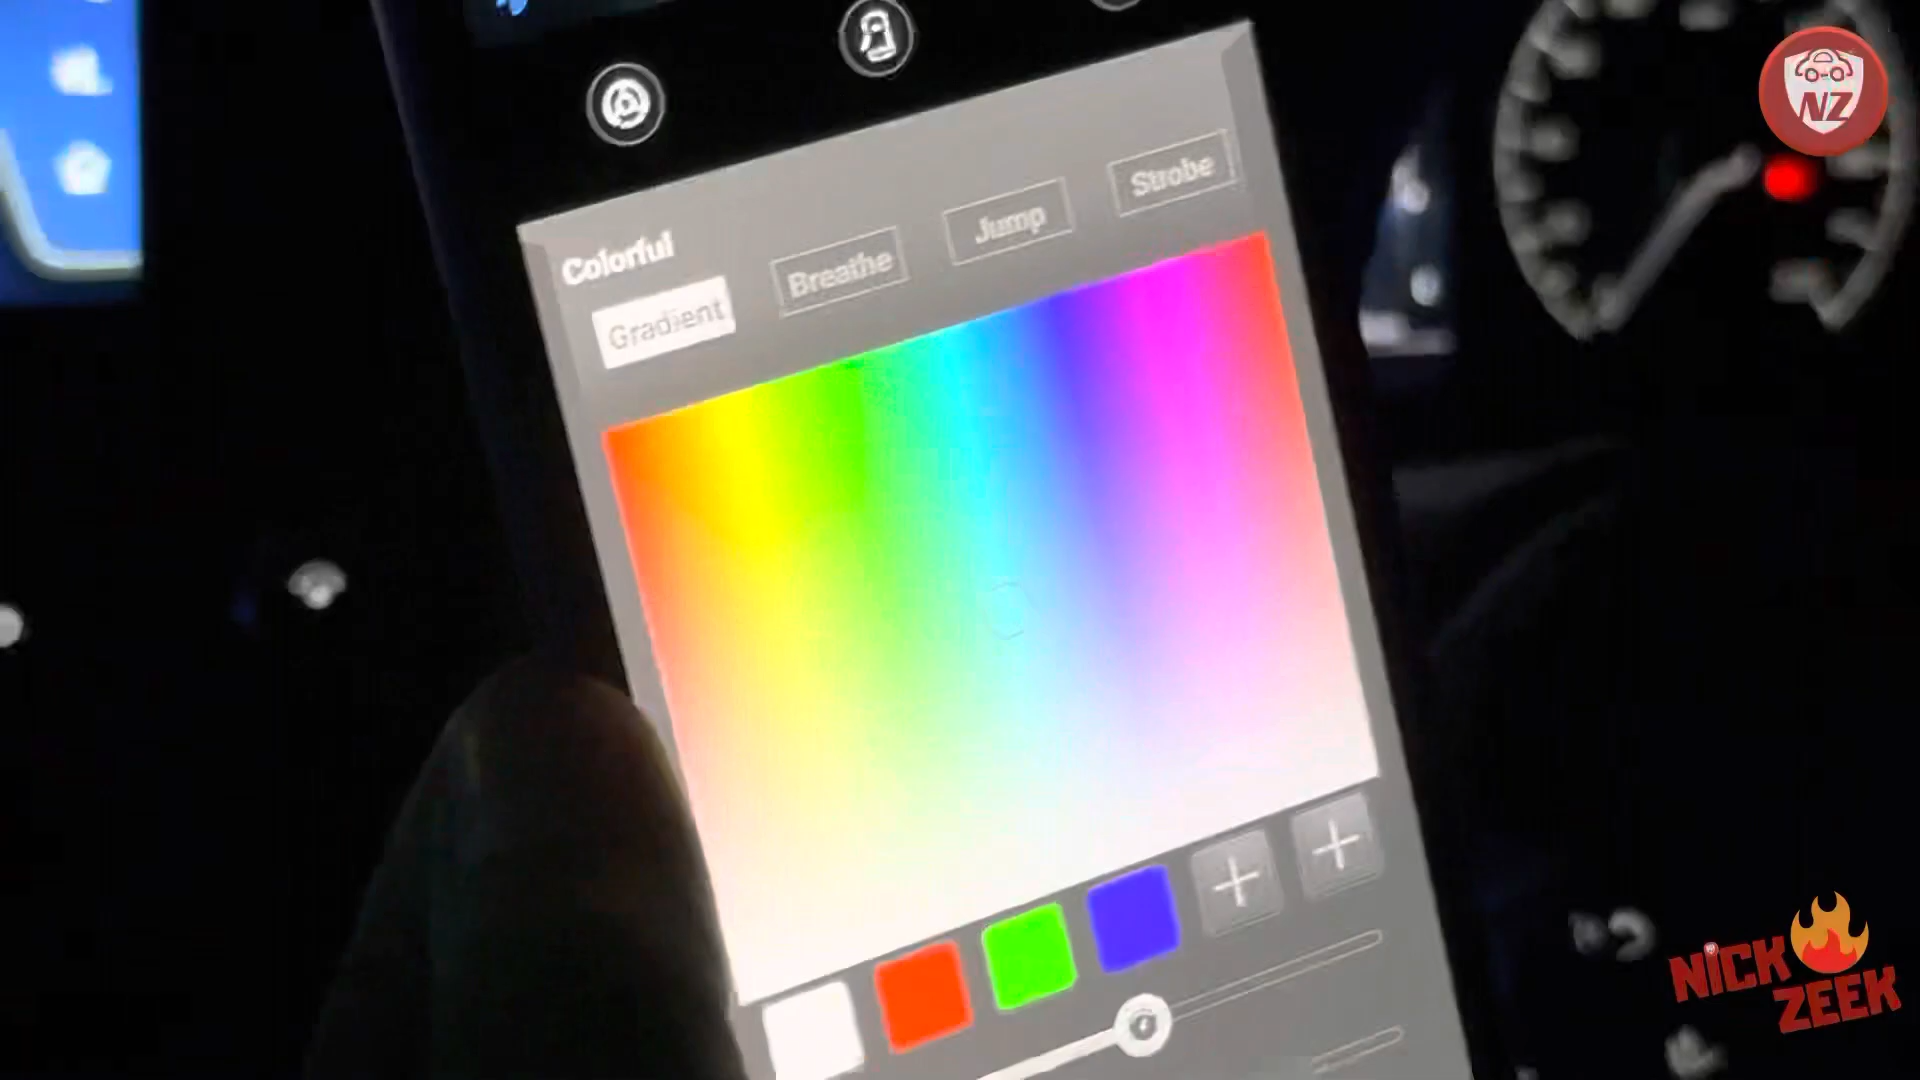 NZ
Colorful
Gradient
Breathe
Jump
Strobe
NICK
ZEEK